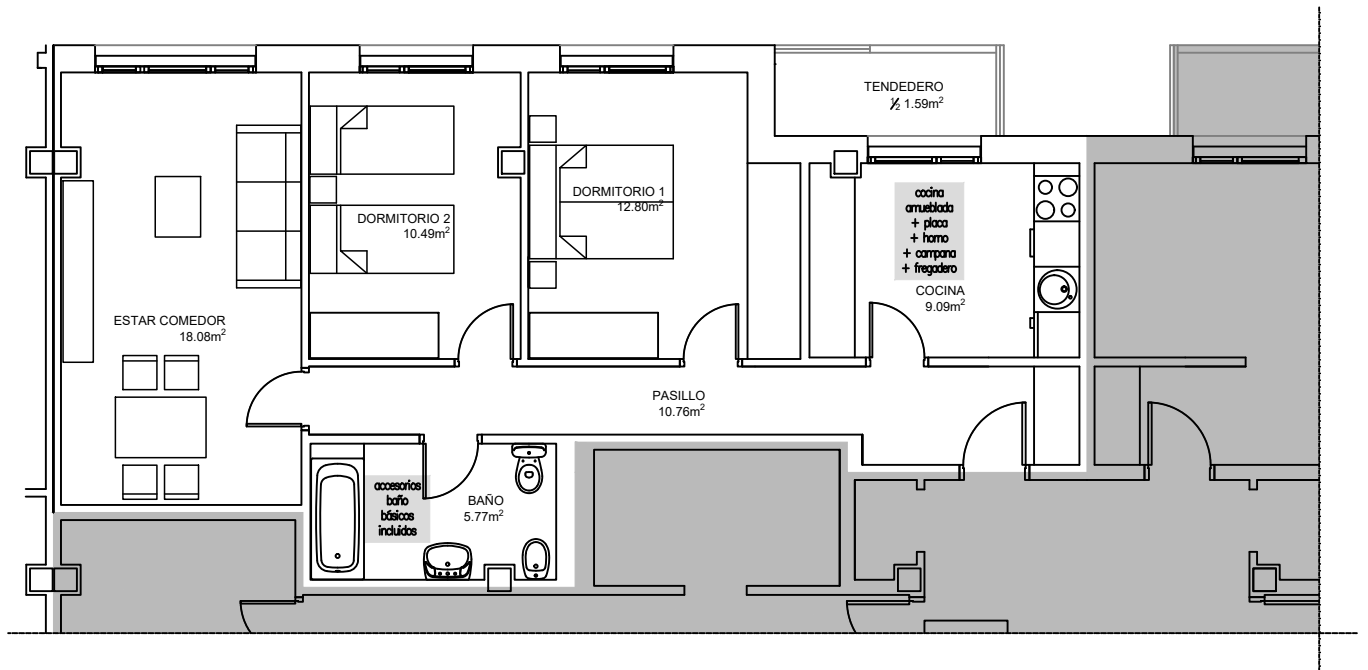 TENDEDERO
½ 1.59m²
DORMITORIO 1
12.80m²
DORMITORIO 2
10.49m²
cocina
amueblada
+ placa
+ horno
+ campana
+ fregadero
COCINA
9.09m²
ESTAR COMEDOR
18.08m²
PASILLO
10.76m²
accesorios
baño
básicos
incluidos
BAÑO
5.77m²